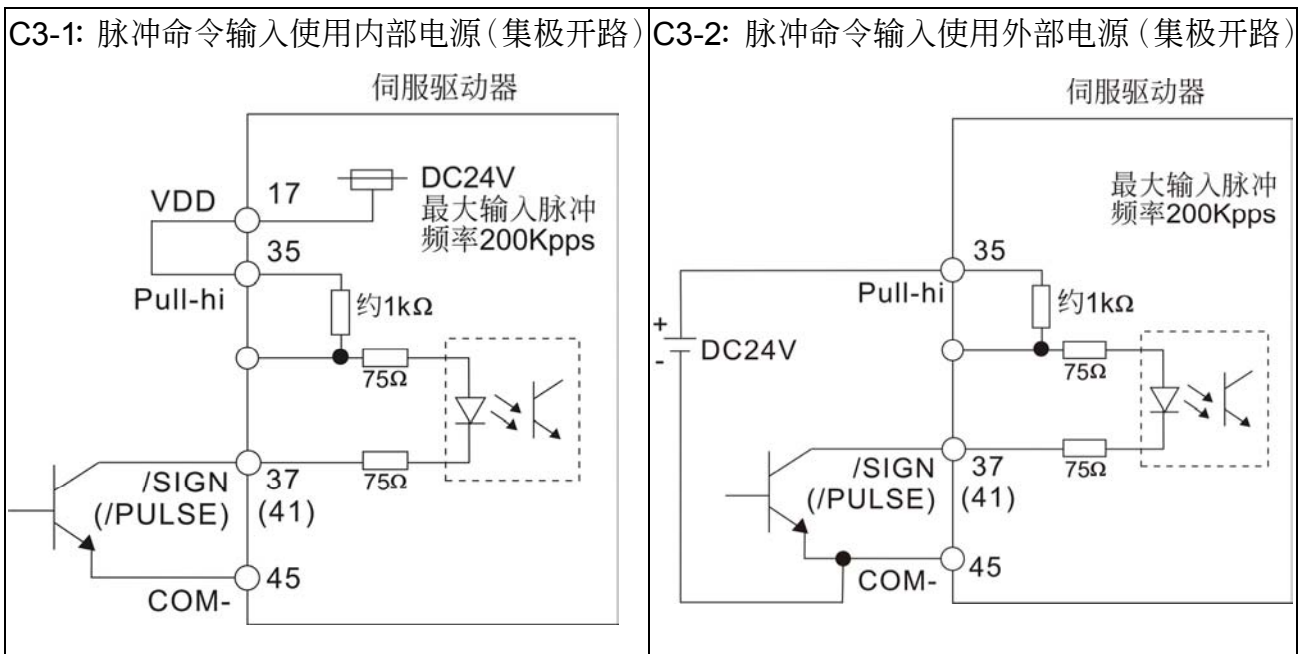 C3-1: 脉冲命令输入使用内部电源(集极开路)
伺服驱动器
VDD
17
DC24V
最大输入脉冲
频率200Kpps
35
Pull-hi
约1kΩ
75Ω
75Ω
/SIGN
(/PULSE)
37
(41)
45
COM-
C3-2: 脉冲命令输入使用外部电源(集极开路)
伺服驱动器
最大输入脉冲
频率200Kpps
35
Pull-hi
约1kΩ
+
-
DC24V
75Ω
75Ω
/SIGN
(/PULSE)
37
(41)
45
COM-